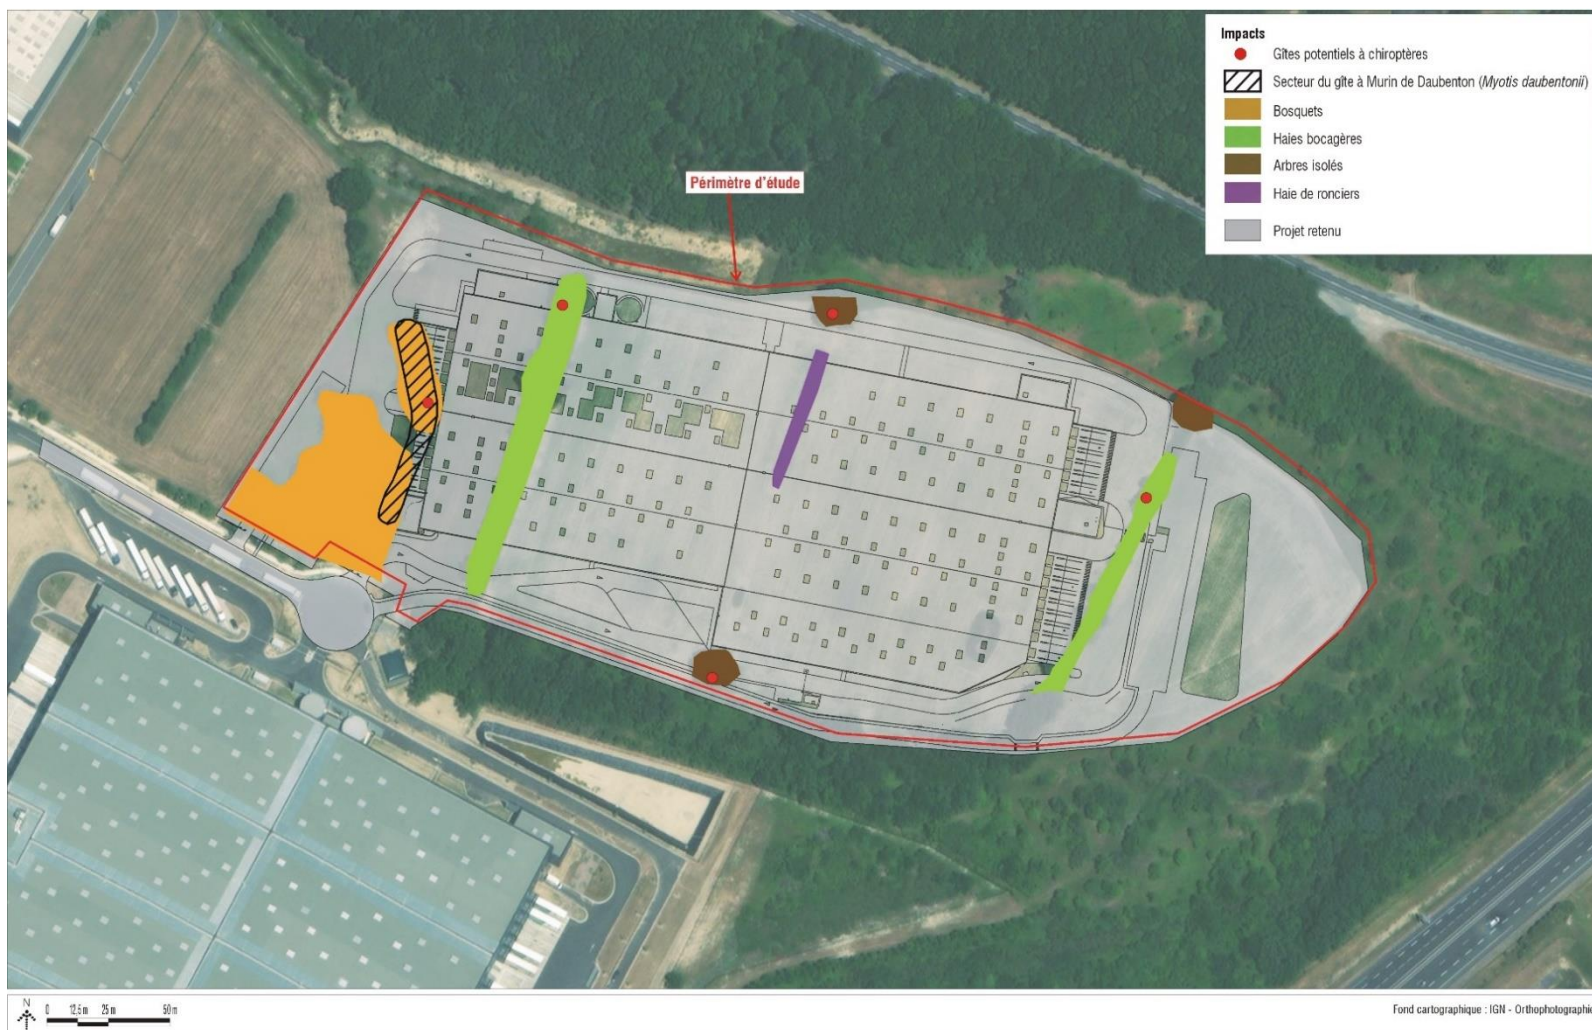 Impacts
Gîtes potentiels à chiroptères
Secteur du gîte à Murin de Daubenton (Myotis daubentonii)
Bosquets
Haies bocagères
Arbres isolés
Haie de ronciers
Projet retenu
Périmètre d'étude
N
0 12,5 m 25 m 50 m
Fond cartographique : IGN - Orthophotographie